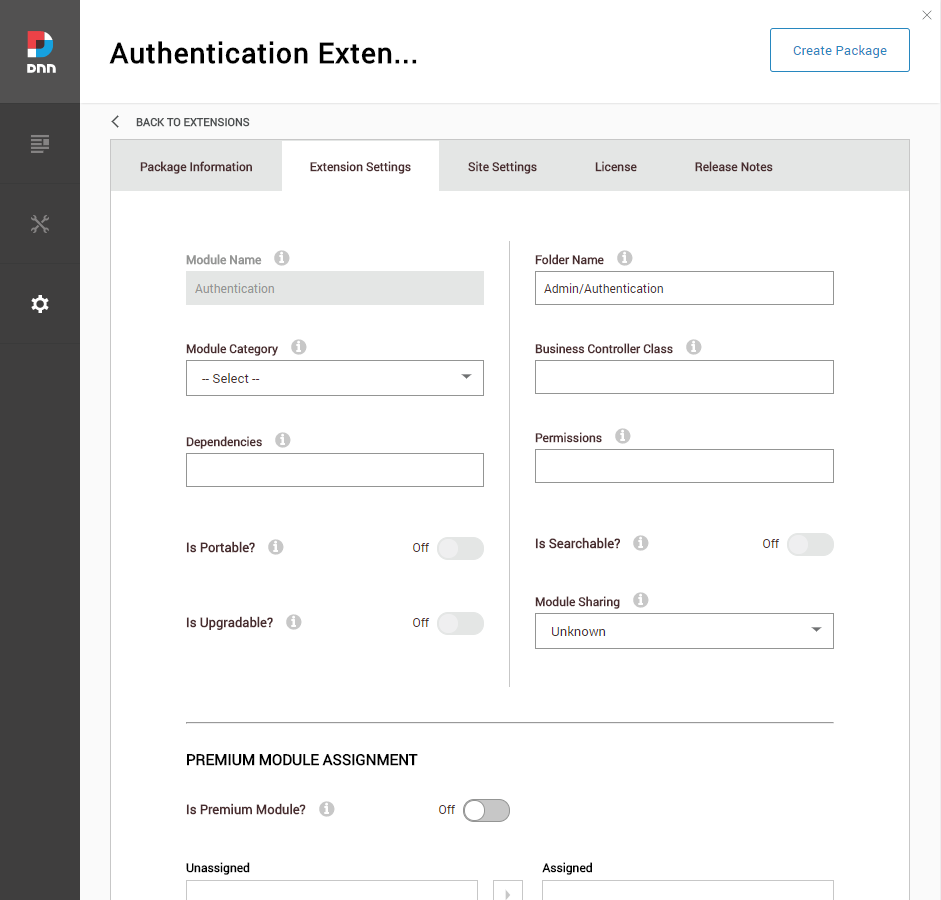 dnn
Authentication Exten...
Create Package
BACK TO EXTENSIONS
Package Information
Extension Settings
Site Settings
License
Release Notes
Module Name
Authentication
Module Category
-- Select --
Dependencies
Is Portable?
Off
Is Upgradable?
Off
Folder Name
Admin/Authentication
Business Controller Class
Permissions
Is Searchable?
Off
Module Sharing
Unknown
PREMIUM MODULE ASSIGNMENT
Is Premium Module?
Off
Unassigned
Assigned